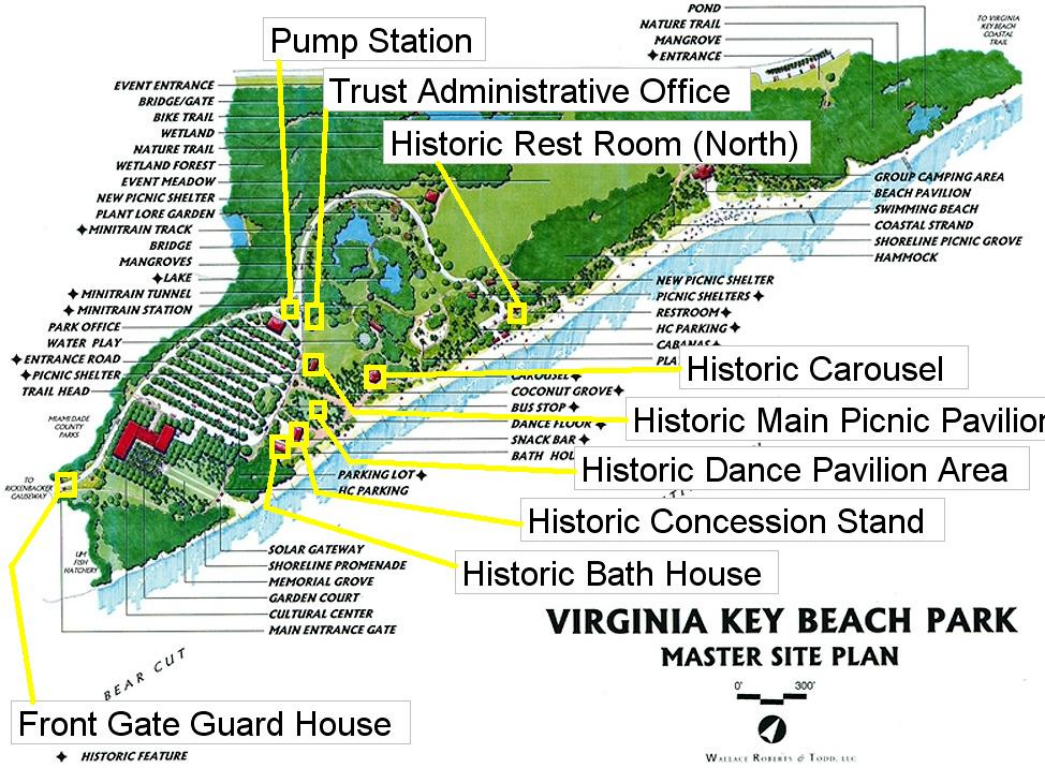 Pump Station
Trust Administrative Office
Historic Rest Room (North)
POND
NATURE TRAIL
MANGROVE
✦ENTRANCE
TO VIRGINIA
KEY BEACH
COASTAL
TRAIL
EVENT ENTRANCE
BRIDGE/GATE
BIKE TRAIL
WETLAND
NATURE TRAIL
WETLAND FOREST
EVENT MEADOW
NEW PICNIC SHELTER
PLANT LORE GARDEN
✦MINITRAIN TRACK
BRIDGE
MANGROVES
✦LAKE
✦MINITRAIN TUNNEL
✦MINITRAIN STATION
PARK OFFICE
WATER PLAY
✦ENTRANCE ROAD
✦PICNIC SHELTER
TRAIL HEAD
GROUP CAMPING AREA
BEACH PAVILION
SWIMMING BEACH
COASTAL STRAND
SHORELINE PICNIC GROVE
HAMMOCK
NEW PICNIC SHELTER
PICNIC SHELTERS✦
RESTROOM✦
HC PARKING✦
CABANAS✦
PLA
Historic Carousel
CAROUSEL✦
COCONUT GROVE✦
BUS STOP✦
DANCE FLOOR✦
SNACK BAR✦
BATH HOU
Historic Main Picnic Pavilion
Historic Dance Pavilion Area
Historic Concession Stand
Historic Bath House
MIAMI DADE
COUNTY
PARKS
TO
RICKENBACKER
CAUSEWAY
PARKING LOT✦
HC PARKING
UM
FISH
HATCHERY
SOLAR GATEWAY
SHORELINE PROMENADE
MEMORIAL GROVE
GARDEN COURT
CULTURAL CENTER
MAIN ENTRANCE GATE
BEAR CUT
Front Gate Guard House
✦ HISTORIC FEATURE
VIRGINIA KEY BEACH PARK
MASTER SITE PLAN
0' 300'
WALLACE ROBERTS & TODD, LLC